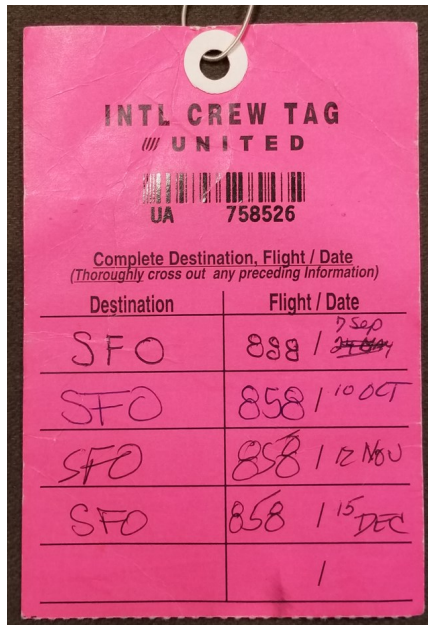 INTL CREW TAG
UNITED
UA 758526
Complete Destination, Flight / Date
(Thoroughly cross out any preceding Information)
Destination Flight / Date
7 Sep
SFO 888 /
SFO 858 / 10 OCT
SFO 858 / 12 NOV
SFO 858 / 15 DEC
/